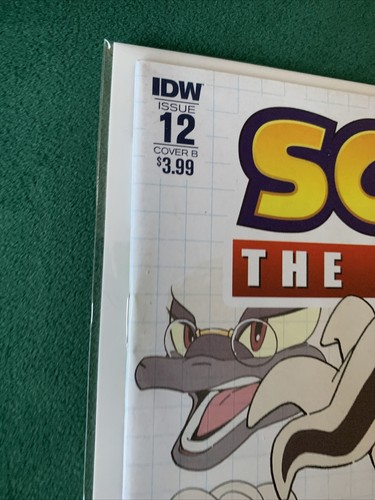 IDW
ISSUE
12
COVER B
$3.99
SO
THE